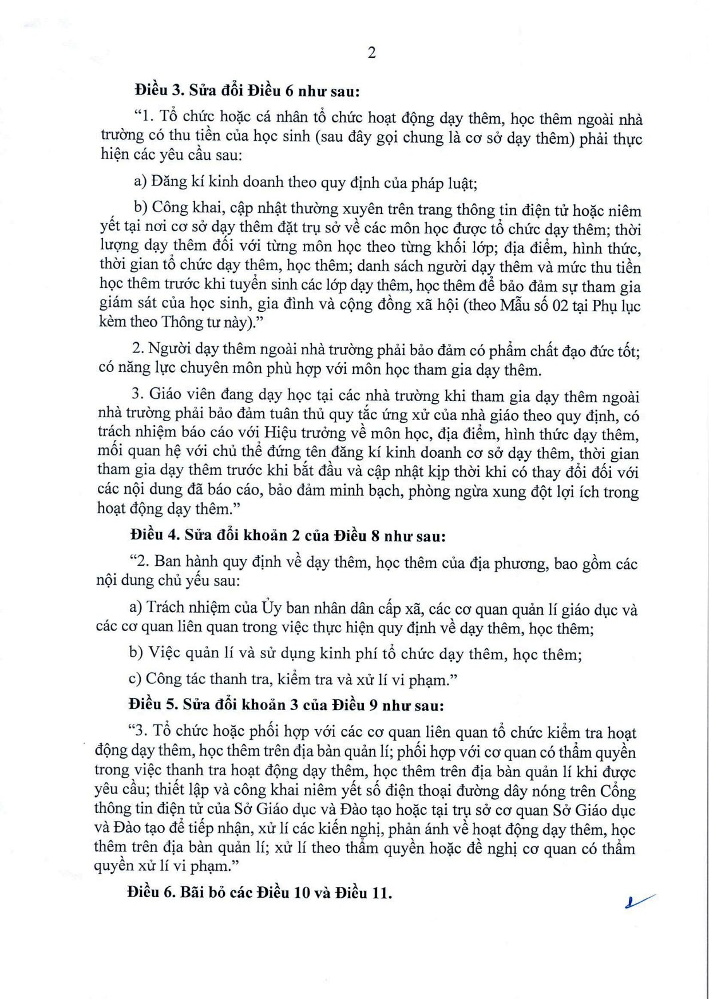 2
Điều 3. Sửa đổi Điều 6 như sau:
“1. Tổ chức hoặc cá nhân tổ chức hoạt động dạy thêm, học thêm ngoài nhà
trường có thu tiền của học sinh (sau đây gọi chung là cơ sở dạy thêm) phải thực
hiện các yêu cầu sau:
a) Đăng kí kinh doanh theo quy định của pháp luật;
b) Công khai, cập nhật thường xuyên trên trang thông tin điện tử hoặc niêm
yết tại nơi cơ sở dạy thêm đặt trụ sở về các môn học được tổ chức dạy thêm; thời
lượng dạy thêm đối với từng môn học theo từng khối lớp; địa điểm, hình thức,
thời gian tổ chức dạy thêm, học thêm; danh sách người dạy thêm và mức thu tiền
học thêm trước khi tuyển sinh các lớp dạy thêm, học thêm để bảo đảm sự tham gia
giám sát của học sinh, gia đình và cộng đồng xã hội (theo Mẫu số 02 tại Phụ lục
kèm theo Thông tư này).”
2. Người dạy thêm ngoài nhà trường phải bảo đảm có phẩm chất đạo đức tốt;
có năng lực chuyên môn phù hợp với môn học tham gia dạy thêm.
3. Giáo viên đang dạy học tại các nhà trường khi tham gia dạy thêm ngoài
nhà trường phải bảo đảm tuân thủ quy tắc ứng xử của nhà giáo theo quy định, có
trách nhiệm báo cáo với Hiệu trưởng về môn học, địa điểm, hình thức dạy thêm,
mối quan hệ với chủ thể đứng tên đăng kí kinh doanh cơ sở dạy thêm, thời gian
tham gia dạy thêm trước khi bắt đầu và cập nhật kịp thời khi có thay đổi đối với
các nội dung đã báo cáo, bảo đảm minh bạch, phòng ngừa xung đột lợi ích trong
hoạt động dạy thêm.”
Điều 4. Sửa đổi khoản 2 của Điều 8 như sau:
“2. Ban hành quy định về dạy thêm, học thêm của địa phương, bao gồm các
nội dung chủ yếu sau:
a) Trách nhiệm của Ủy ban nhân dân cấp xã, các cơ quan quản lí giáo dục và
các cơ quan liên quan trong việc thực hiện quy định về dạy thêm, học thêm;
b) Việc quản lí và sử dụng kinh phí tổ chức dạy thêm, học thêm;
c) Công tác thanh tra, kiểm tra và xử lí vi phạm.”
Điều 5. Sửa đổi khoản 3 của Điều 9 như sau:
“3. Tổ chức hoặc phối hợp với các cơ quan liên quan tổ chức kiểm tra hoạt
động dạy thêm, học thêm trên địa bàn quản lí; phối hợp với cơ quan có thẩm quyền
trong việc thanh tra hoạt động dạy thêm, học thêm trên địa bàn quản lí khi được
yêu cầu; thiết lập và công khai niêm yết số điện thoại đường dây nóng trên Cổng
thông tin điện tử của Sở Giáo dục và Đào tạo hoặc tại trụ sở cơ quan Sở Giáo dục
và Đào tạo để tiếp nhận, xử lí các kiến nghị, phản ánh về hoạt động dạy thêm, học
thêm trên địa bàn quản lí; xử lí theo thẩm quyền hoặc đề nghị cơ quan có thẩm
quyền xử lí vi phạm.”
Điều 6. Bãi bỏ các Điều 10 và Điều 11.